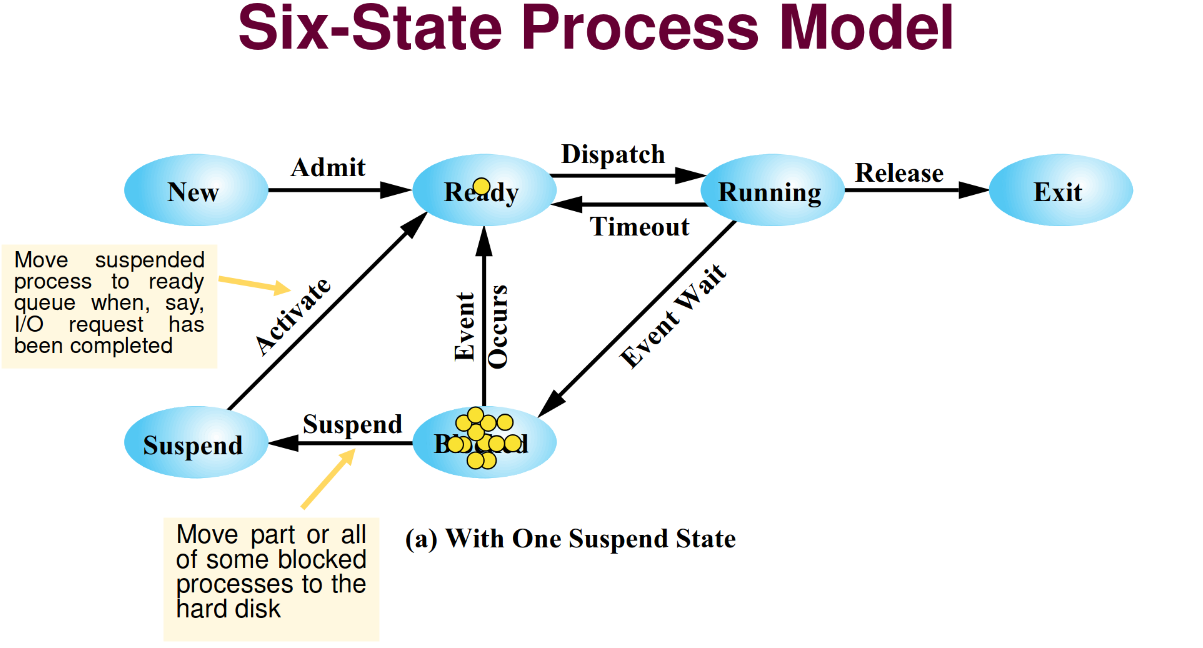 Six-State Process Model
New
Admit
Ready
Dispatch
Timeout
Running
Release
Exit
Move suspended
process to ready
queue when, say,
I/O request has
been completed
Activate
Event
Occurs
Event Wait
Suspend
Suspend
Move part or all
of some blocked
processes to the
hard disk
(a) With One Suspend State